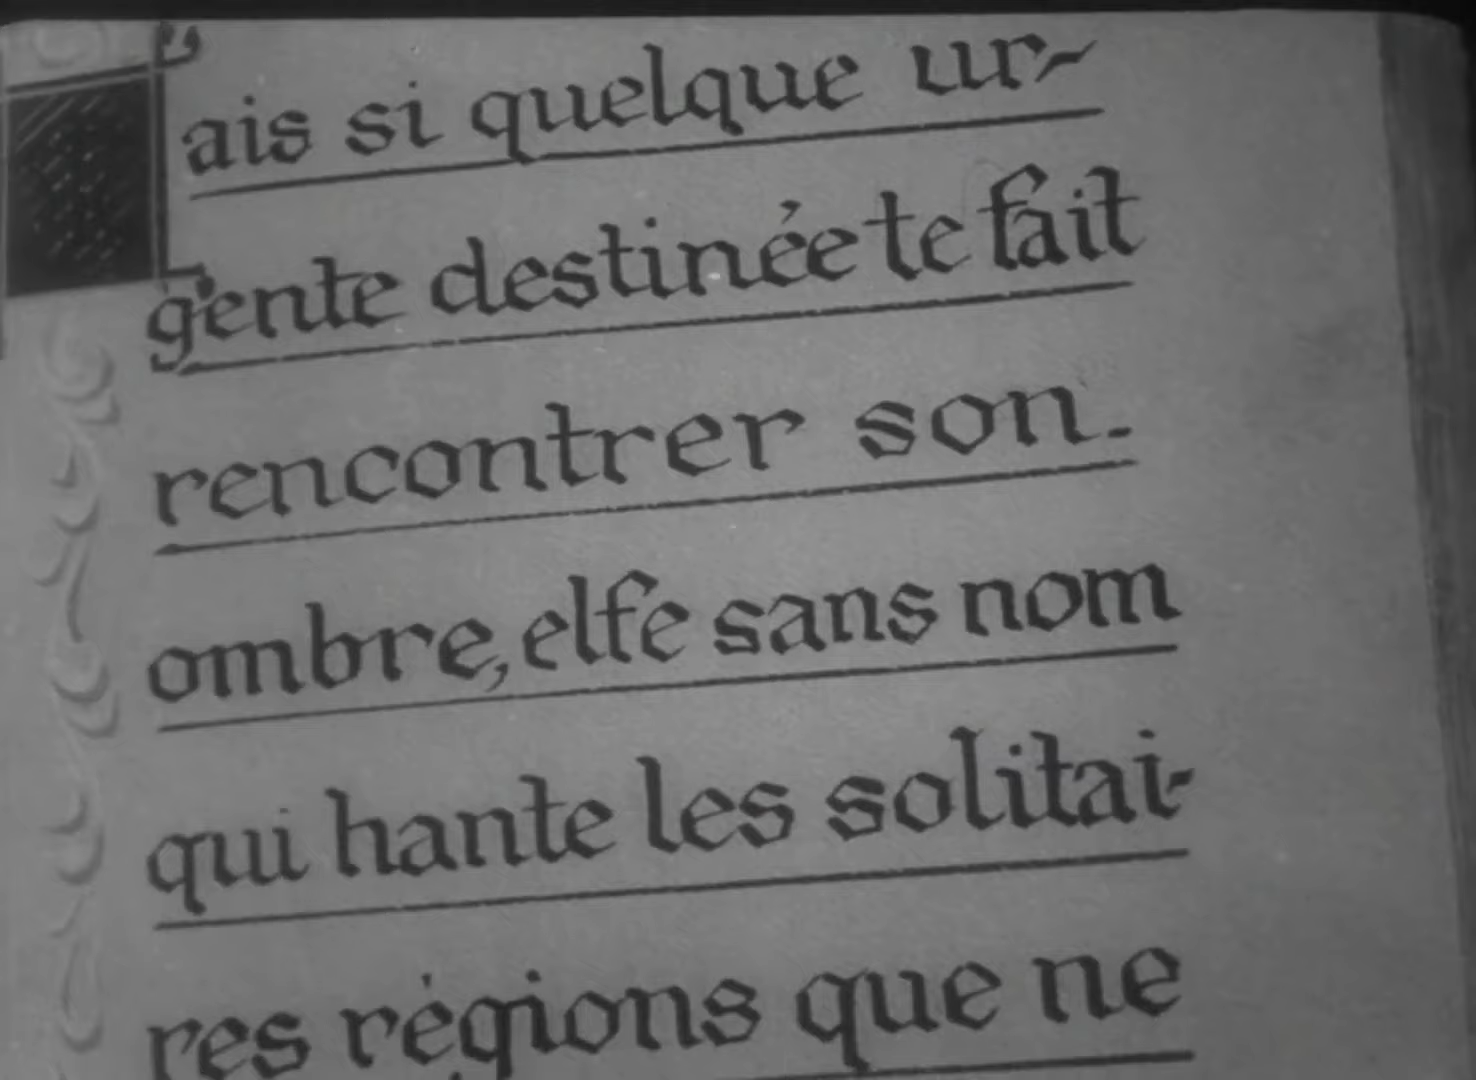 ais si quelque ur-
gente destinée te fait
rencontrer son
ombre, elfe sans nom
qui hante les solitai-
res régions que ne